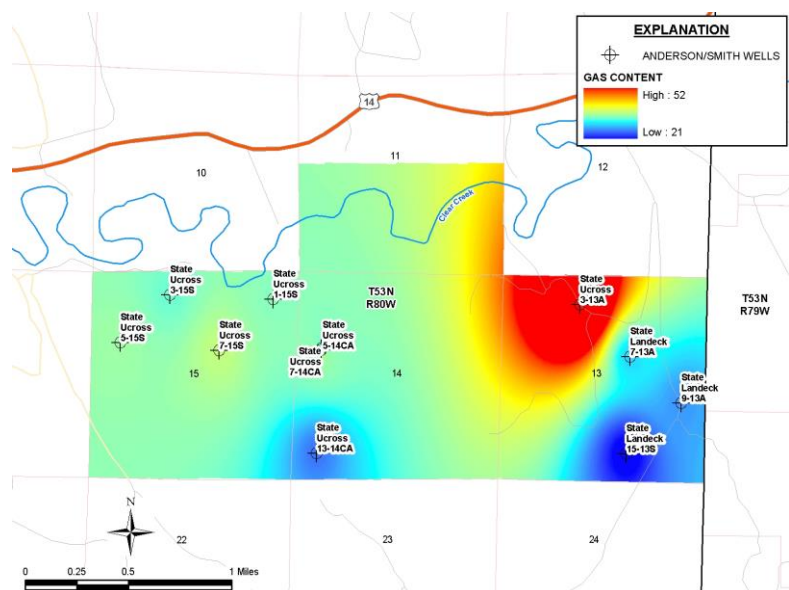 EXPLANATION
ANDERSON/SMITH WELLS
GAS CONTENT
High : 52
Low : 21
14
11
10
12
Clear Creek
State
Ucross
3-15S
State
Ucross
1-15S
T53N
R80W
State
Ucross
3-13A
T53N
R79W
State
Ucross
5-15S
State
Ucross
7-15S
State
Ucross
5-14CA
State
Ucross
7-14CA
State
Landeck
7-13A
15
14
13
State
Landeck
9-13A
State
Ucross
13-14CA
State
Landeck
15-13S
N
22
23
24
0
0.25
0.5
1 Miles